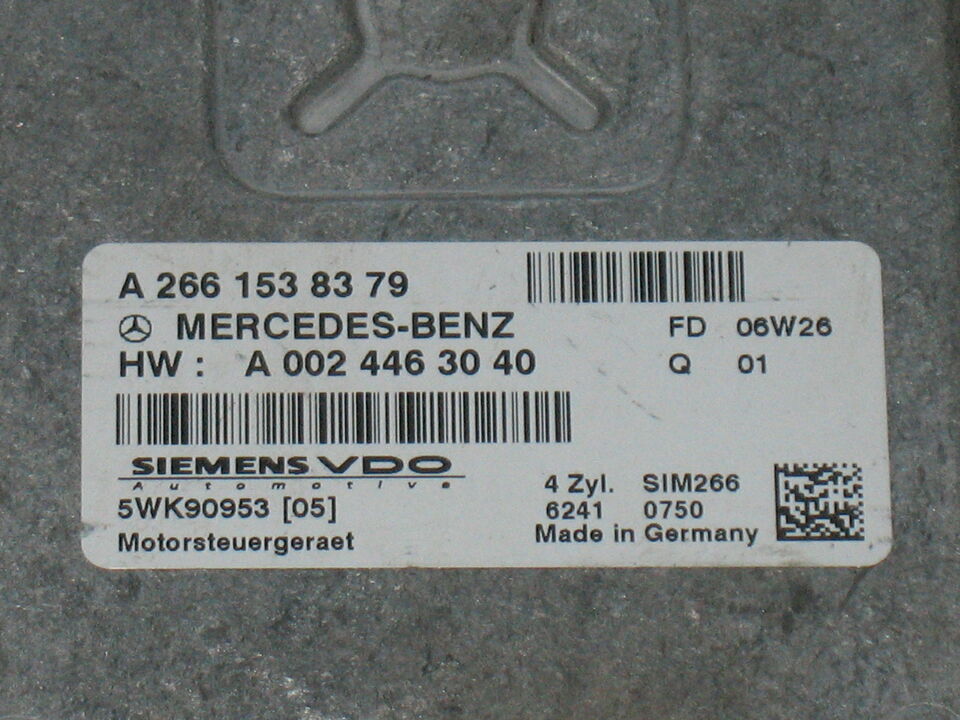 A 266 153 83 79
MERCEDES-BENZ FD 06W26
HW : A 002 446 30 40 Q 01
SIEMENS VDO
Automotive
4 Zyl. SIM266
5WK90953 [05] 6241 0750
Motorsteuergeraet Made in Germany